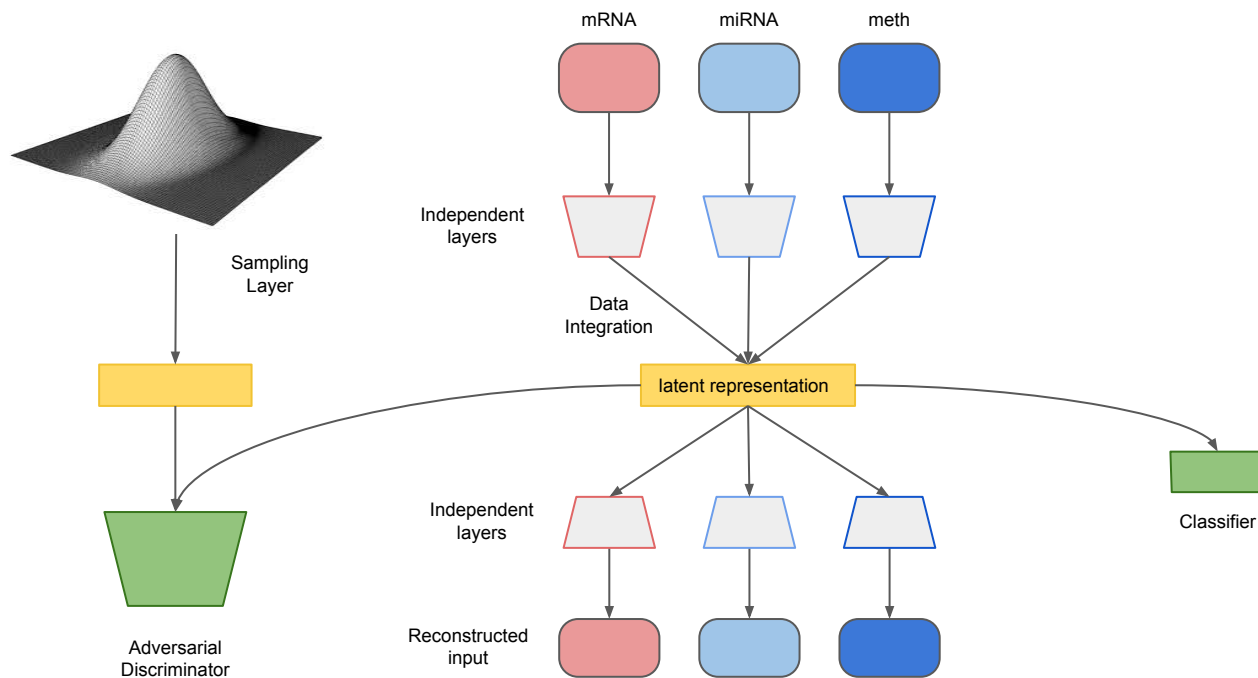 mRNA
miRNA
meth
Independent
layers
Sampling
Layer
Data
Integration
latent representation
Independent
layers
Classifier
Reconstructed
input
Adversarial
Discriminator